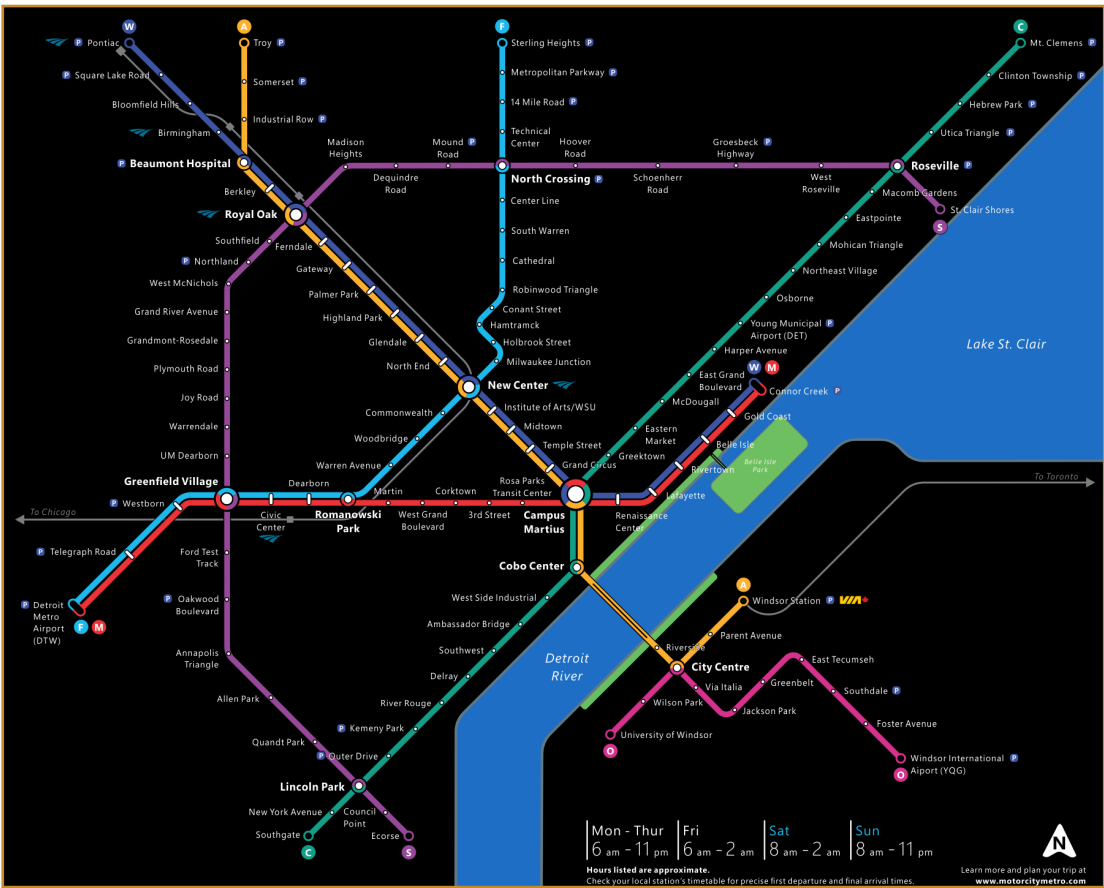 W
A
F
C
Pontiac
P
Troy
P
Sterling Heights
P
Mt. Clemens
P
P
Square Lake Road
Somerset
P
Metropolitan Parkway
P
Clinton Township
P
Bloomfield Hills
14 Mile Road
P
Hebrew Park
P
Industrial Row
P
Birmingham
Technical
Center
Utica Triangle
P
Madison
Heights
Mound
Road
P
Hoover
Road
Groesbeck
Highway
P
P
Beaumont Hospital
Roseville
P
Dequindre
Road
North Crossing
P
Schoenherr
Road
West
Roseville
Berkley
Macomb Gardens
Center Line
Royal Oak
St. Clair Shores
S
Eastpointe
South Warren
Southfield
Ferndale
Mohican Triangle
P
Northland
Gateway
Cathedral
Northeast Village
West McNichols
Palmer Park
Robinwood Triangle
Osborne
Grand River Avenue
Highland Park
Conant Street
Hamtramck
Young Municipal
Airport (DET)
P
Grandmont-Rosedale
Glendale
Holbrook Street
Harper Avenue
Lake St. Clair
North End
Milwaukee Junction
Plymouth Road
East Grand
Boulevard
W
M
New Center
Connor Creek
P
Joy Road
Commonwealth
Institute of Arts/WSU
McDougall
Gold Coast
Warrendale
Midtown
Eastern
Market
Woodbridge
Temple Street
Belle Isle
UM Dearborn
Warren Avenue
Grand Circus
Greektown
Rivertown
Belle Isle
Park
Greenfield Village
Dearborn
Rosa Parks
Transit Center
To Toronto
Martin
Corktown
Lafayette
P
Westborn
To Chicago
Civic
Center
Romanowski
Park
West Grand
Boulevard
3rd Street
Campus
Martius
Renaissance
Center
P
Telegraph Road
Ford Test
Track
Cobo Center
A
P
Detroit
Metro
Airport
(DTW)
F
M
P
Oakwood
Boulevard
West Side Industrial
Windsor Station
P
VIA
Ambassador Bridge
Parent Avenue
Annapolis
Triangle
Southwest
Riverside
Detroit
River
City Centre
East Tecumseh
Delray
Via Italia
Greenbelt
Southdale
P
Allen Park
River Rouge
Wilson Park
Jackson Park
P
Kemeny Park
Foster Avenue
Quandt Park
University of Windsor
O
P
Outer Drive
Windsor International
Aiport (YQG)
P
O
Lincoln Park
New York Avenue
Council
Point
Southgate
Ecorse
C
S
Mon - Thur
6 am - 11 pm
Fri
6 am - 2 am
Sat
8 am - 2 am
Sun
8 am - 11 pm
N
Hours listed are approximate.
Check your local station's timetable for precise first departure and final arrival times.
Learn more and plan your trip at
www.motorcitymetro.com